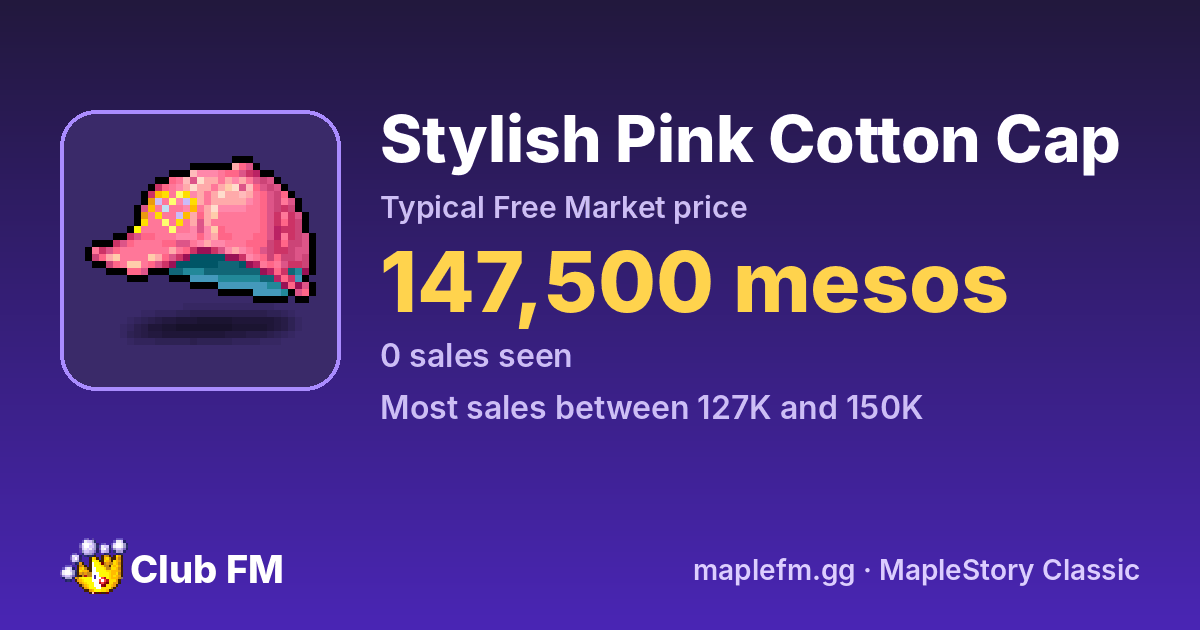 Stylish Pink Cotton Cap
Typical Free Market price
147,500 mesos
0 sales seen
Most sales between 127K and 150K
Club FM
maplefm.gg · MapleStory Classic